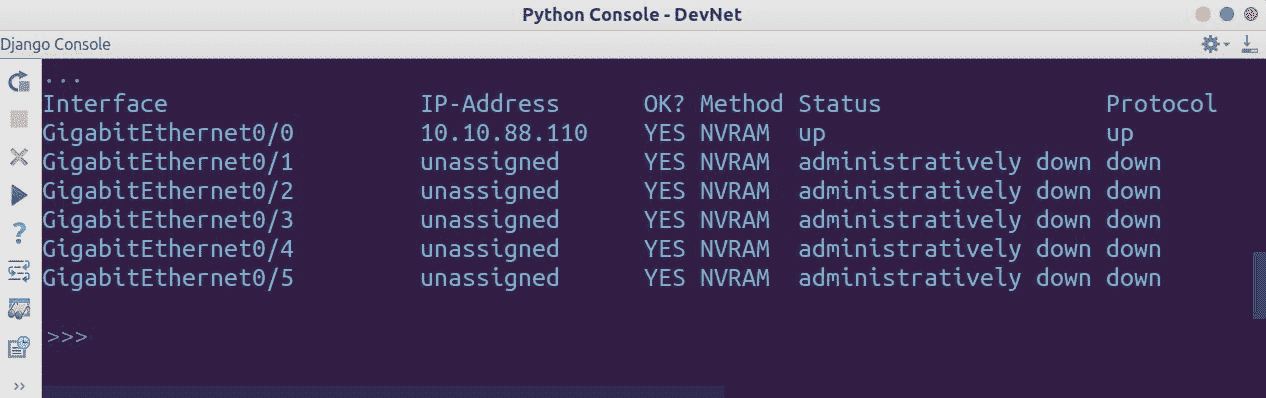 Python Console - DevNet
Django Console
...
Interface                  IP-Address      OK? Method Status                Protocol
GigabitEthernet0/0         10.10.88.110    YES NVRAM  up                    up
GigabitEthernet0/1         unassigned      YES NVRAM  administratively down down
GigabitEthernet0/2         unassigned      YES NVRAM  administratively down down
GigabitEthernet0/3         unassigned      YES NVRAM  administratively down down
GigabitEthernet0/4         unassigned      YES NVRAM  administratively down down
GigabitEthernet0/5         unassigned      YES NVRAM  administratively down down
>>>